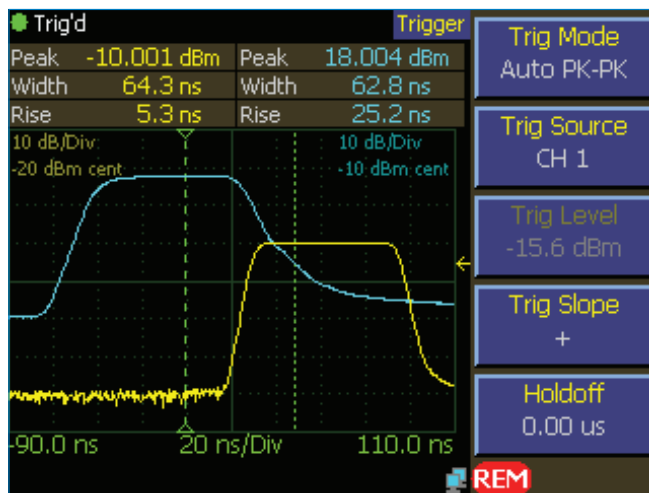 Trig'd Trigger
Peak -10.001 dBm Peak 18.004 dBm
Width 64.3 ns Width 62.8 ns
Rise 5.3 ns Rise 25.2 ns
10 dB/Div 10 dB/Div
-20 dBm cent -10 dBm cent
-90.0 ns 20 ns/Div 110.0 ns
Trig Mode
Auto PK-PK
Trig Source
CH 1
Trig Level
-15.6 dBm
Trig Slope
+
Holdoff
0.00 us
REM